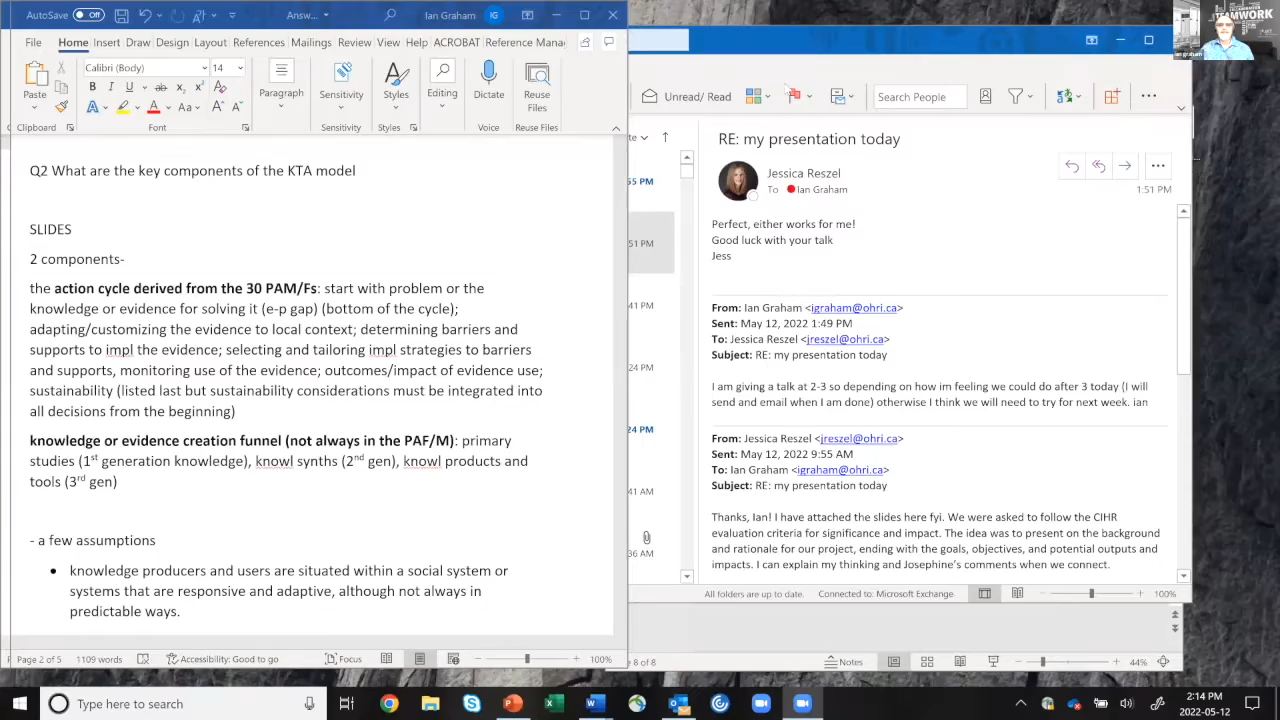 AutoSave Off Answ... Ian Graham IG
File Home Insert Draw Design Layout References Mailings Review View Help ACROBAT Reference Mana
Calibri (Body) 14
Paste
Paragraph
Sensitivity
Styles
Editing
Dictate
Reuse
Files
Clipboard Font Sensitivity Styles Voice Reuse Files
Q2 What are the key components of the KTA model
SLIDES
2 components-
the action cycle derived from the 30 PAM/Fs: start with problem or the
knowledge or evidence for solving it (e-p gap) (bottom of the cycle);
adapting/customizing the evidence to local context; determining barriers and
supports to impl the evidence; selecting and tailoring impl strategies to barriers
and supports, monitoring use of the evidence; outcomes/impact of evidence use;
sustainability (listed last but sustainability considerations must be integrated into
all decisions from the beginning)
knowledge or evidence creation funnel (not always in the PAF/M): primary
studies (1st generation knowledge), knowl synths (2nd gen), knowl products and
tools (3rd gen)
- a few assumptions
• knowledge producers and users are situated within a social system or
systems that are responsive and adaptive, although not always in
predictable ways.
Page 2 of 5 1109 words Accessibility: Good to go Focus 100%
Unread/ Read Search People
RE: my presentation today
Jessica Reszel
To Ian Graham
1:51 PM
Perfect, either works for me!
Good luck with your talk
Jess
From: Ian Graham <igraham@ohri.ca>
Sent: May 12, 2022 1:49 PM
To: Jessica Reszel <jreszel@ohri.ca>
Subject: RE: my presentation today
I am giving a talk at 2-3 so depending on how im feeling we could do after 3 today (I will
send and email when I am done) otherwise I think we will need to try for next week. ian
From: Jessica Reszel <jreszel@ohri.ca>
Sent: May 12, 2022 9:55 AM
To: Ian Graham <igraham@ohri.ca>
Subject: RE: my presentation today
Thanks, Ian! I have attached the slides here fyi. We were asked to follow the CIHR
evaluation criteria for significance and impact. The idea was to present on the background
and rationale for our project, ending with the goals, objectives, and potential outputs and
impacts. I can explain my thinking and Josephine's comments when we connect.
All folders are up to date. Connected to: Microsoft Exchange 100%
8 of 8 Notes 44%
TEAMWORK
ian graham
Type here to search
2:14 PM
2022-05-12